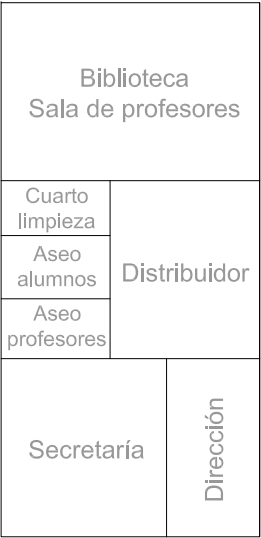 Biblioteca
Sala de profesores
Cuarto
limpieza
Aseo
alumnos
Distribuidor
Aseo
profesores
Secretaría
Dirección